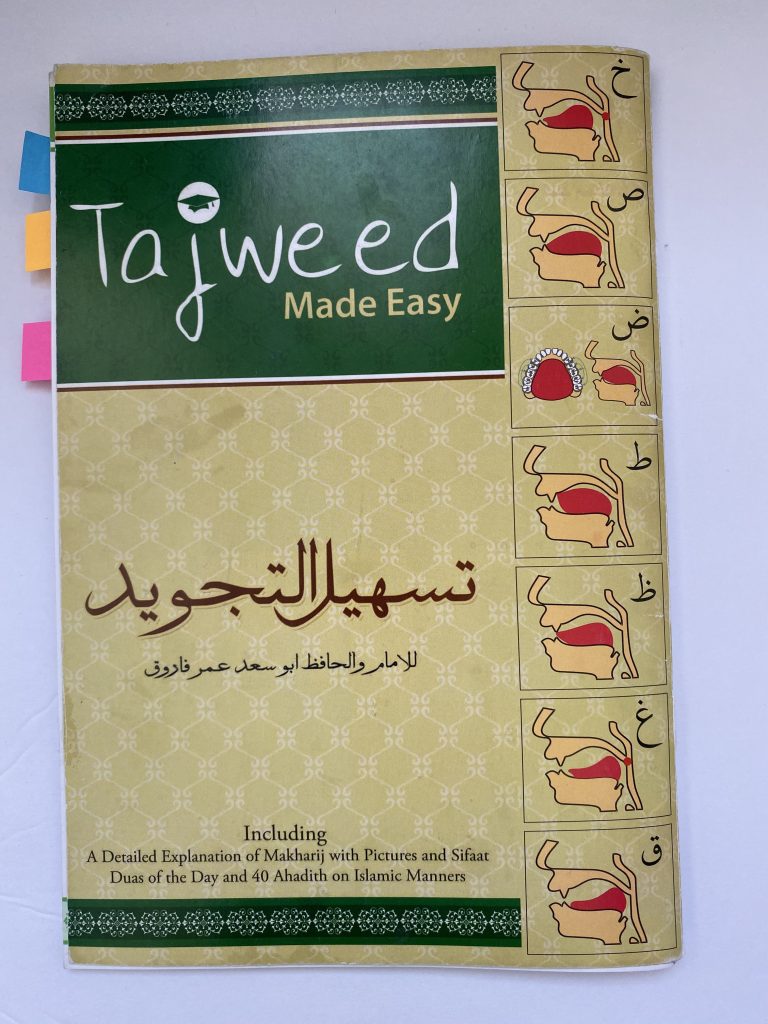 Tajweed
Made Easy
تسهيل التجويد
للامام والحافظ ابو سعد عمر فاروق
Including
A Detailed Explanation of Makharij with Pictures and Sifaat
Duas of the Day and 40 Ahadith on Islamic Manners
خ
ص
ض
ط
ظ
غ
ق